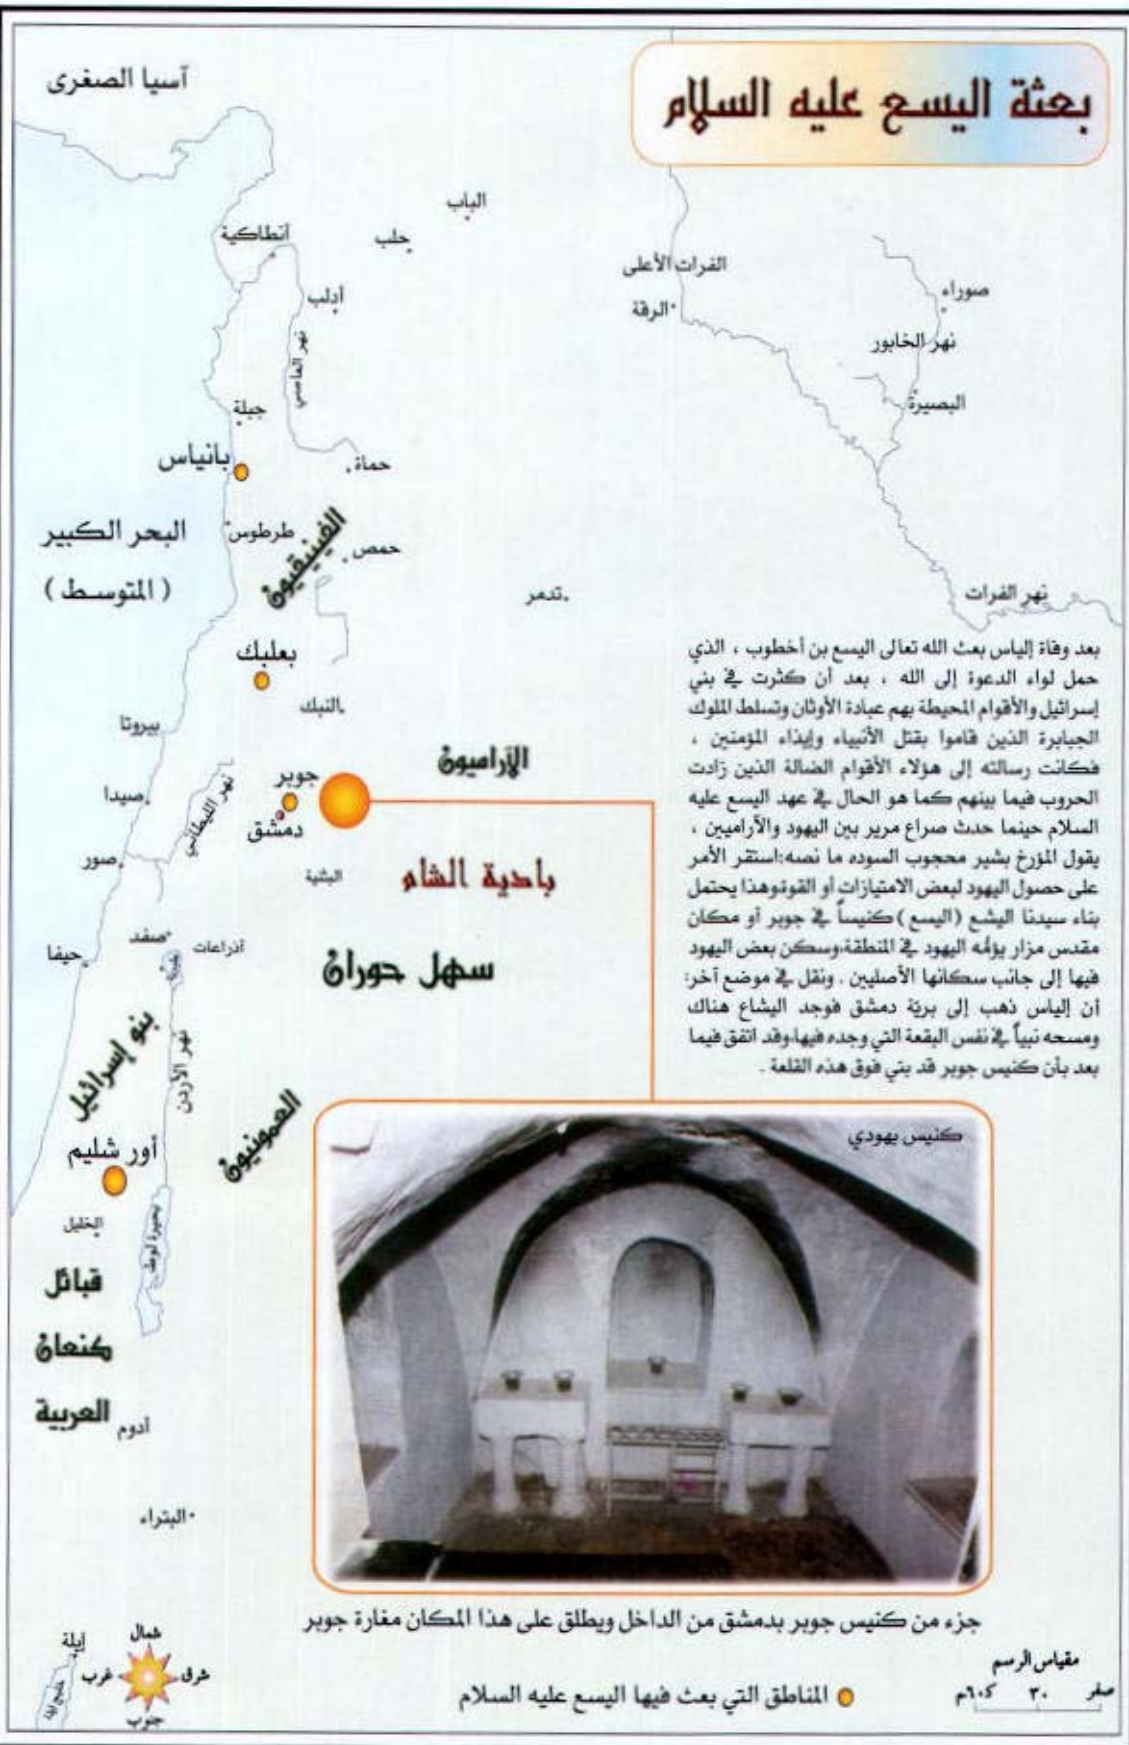 بعثة اليسع عليه السلام
آسيا الصغرى
الباب
أنطاكية
حلب
الفرات الأعلى
أدلب
صوراء
الرقة
نهر العاصي
نهر الخابور
جبلة
البصيرة
بانياس
حماة
البحر الكبير
( المتوسط )
طرطوس
الفينيقيون
حمص
تدمر
نهر الفرات
بعلبك
النبك
بيروتا
الآراميون
جوبر
صيدا
نهر الليطاني
دمشق
صور
البثنية
بادية الشام
صفد
أذراعات
حيفا
سهل حوران
بنو إسرائيل
نهر الأردن
العمونيون
أور شليم
الخليل
بحيرة لوط
قبائل
كنعان
العربية
أدوم
البتراء
بعد وفاة إلياس بعث الله تعالى اليسع بن أخطوب ، الذي
حمل لواء الدعوة إلى الله ، بعد أن كثرت في بني
إسرائيل والأقوام المحيطة بهم عبادة الأوثان وتسلط الملوك
الجبابرة الذين قاموا بقتل الأنبياء وإيذاء المؤمنين ،
فكانت رسالته إلى هؤلاء الأقوام الضالة الذين زادت
الحروب فيما بينهم كما هو الحال في عهد اليسع عليه
السلام حينما حدث صراع مرير بين اليهود والآراميين ،
يقول المؤرخ بشير محجوب السوده ما نصه:استقر الأمر
على حصول اليهود لبعض الامتيازات أو القوتوهذا يحتمل
بناء سيدنا اليشع (اليسع) كنيساً في جوبر أو مكان
مقدس مزار يؤمه اليهود في المنطقة،وسكن بعض اليهود
فيها إلى جانب سكانها الأصليين . ونقل في موضع آخر:
أن إلياس ذهب إلى بريّة دمشق فوجد اليشاع هناك
ومسحه نبياً في نفس البقعة التي وجده فيها،وقد اتفق فيما
بعد بأن كنيس جوبر قد بني فوق هذه القلعة .
كنيس يهودي
جزء من كنيس جوبر بدمشق من الداخل ويطلق على هذا المكان مغارة جوبر
المناطق التي بعث فيها اليسع عليه السلام
مقياس الرسم
صفر ٣٠ ٦٠كم
شمال
شرق
غرب
جنوب
إيلة